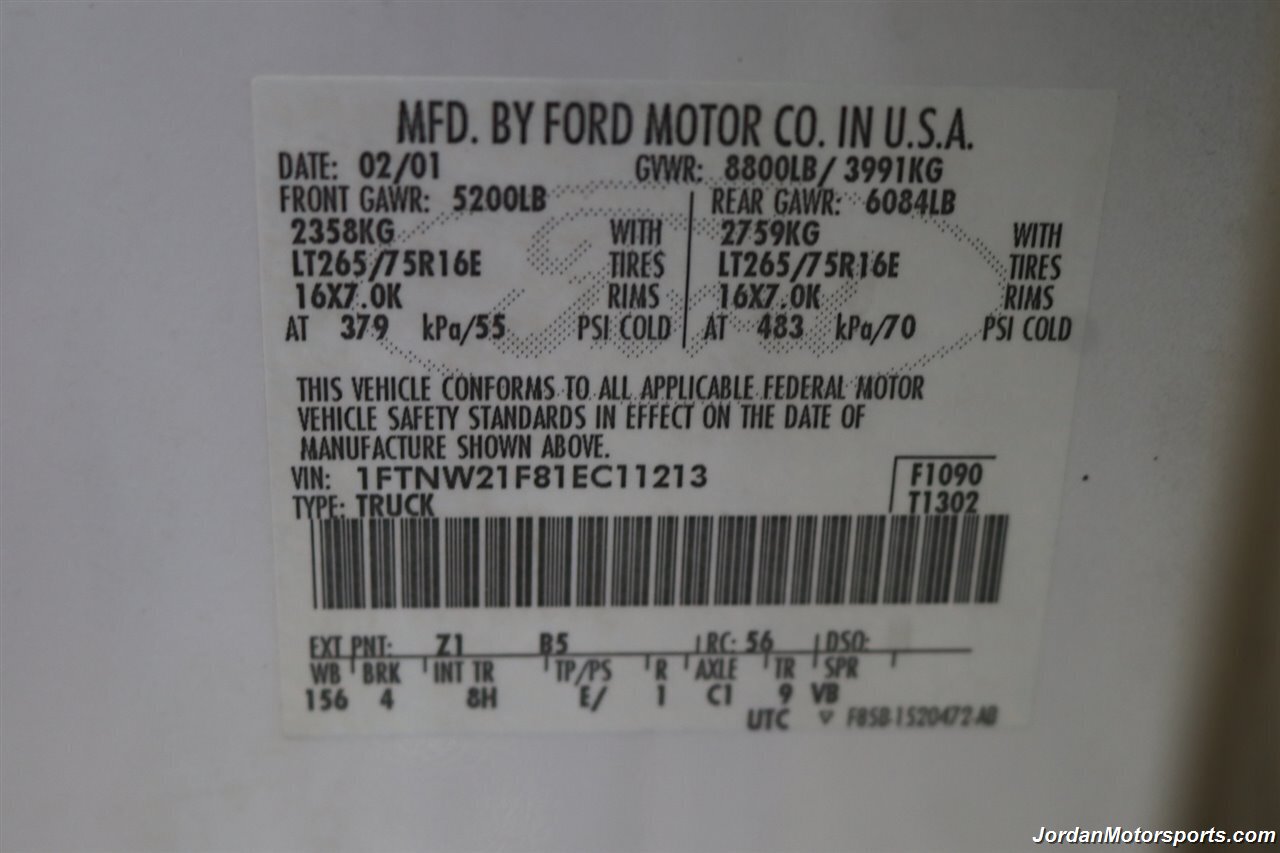 MFD. BY FORD MOTOR CO. IN U.S.A.
DATE: 02/01 GVWR: 8800LB/ 3991KG
FRONT GAWR: 5200LB REAR GAWR: 6084LB
2358KG WITH 2759KG WITH
LT265/75R16E TIRES LT265/75R16E TIRES
16X7.0K RIMS 16X7.0K RIMS
AT 379 kPa/55 PSI COLD AT 483 kPa/70 PSI COLD
Ford
THIS VEHICLE CONFORMS TO ALL APPLICABLE FEDERAL MOTOR
VEHICLE SAFETY STANDARDS IN EFFECT ON THE DATE OF
MANUFACTURE SHOWN ABOVE.
VIN: 1FTNW21F81EC11213 F1090
TYPE: TRUCK T1302
EXT PNT: Z1 B5 RC: 56 DSO:
WB BRK INT TR TP/PS R AXLE TR SPR
156 4 8H E/ 1 C1 9 VB
UTC ▽ F85B-1520472-AB
JordanMotorsports.com